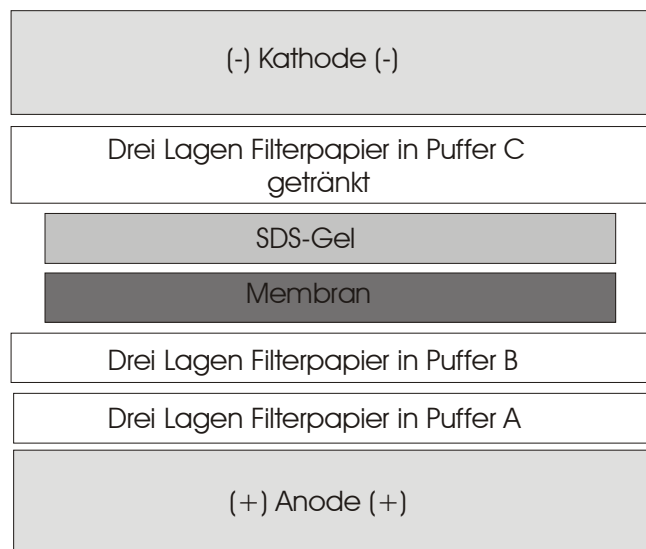 (-) Kathode (-)
Drei Lagen Filterpapier in Puffer C
getränkt
SDS-Gel
Membran
Drei Lagen Filterpapier in Puffer B
Drei Lagen Filterpapier in Puffer A
(+) Anode (+)